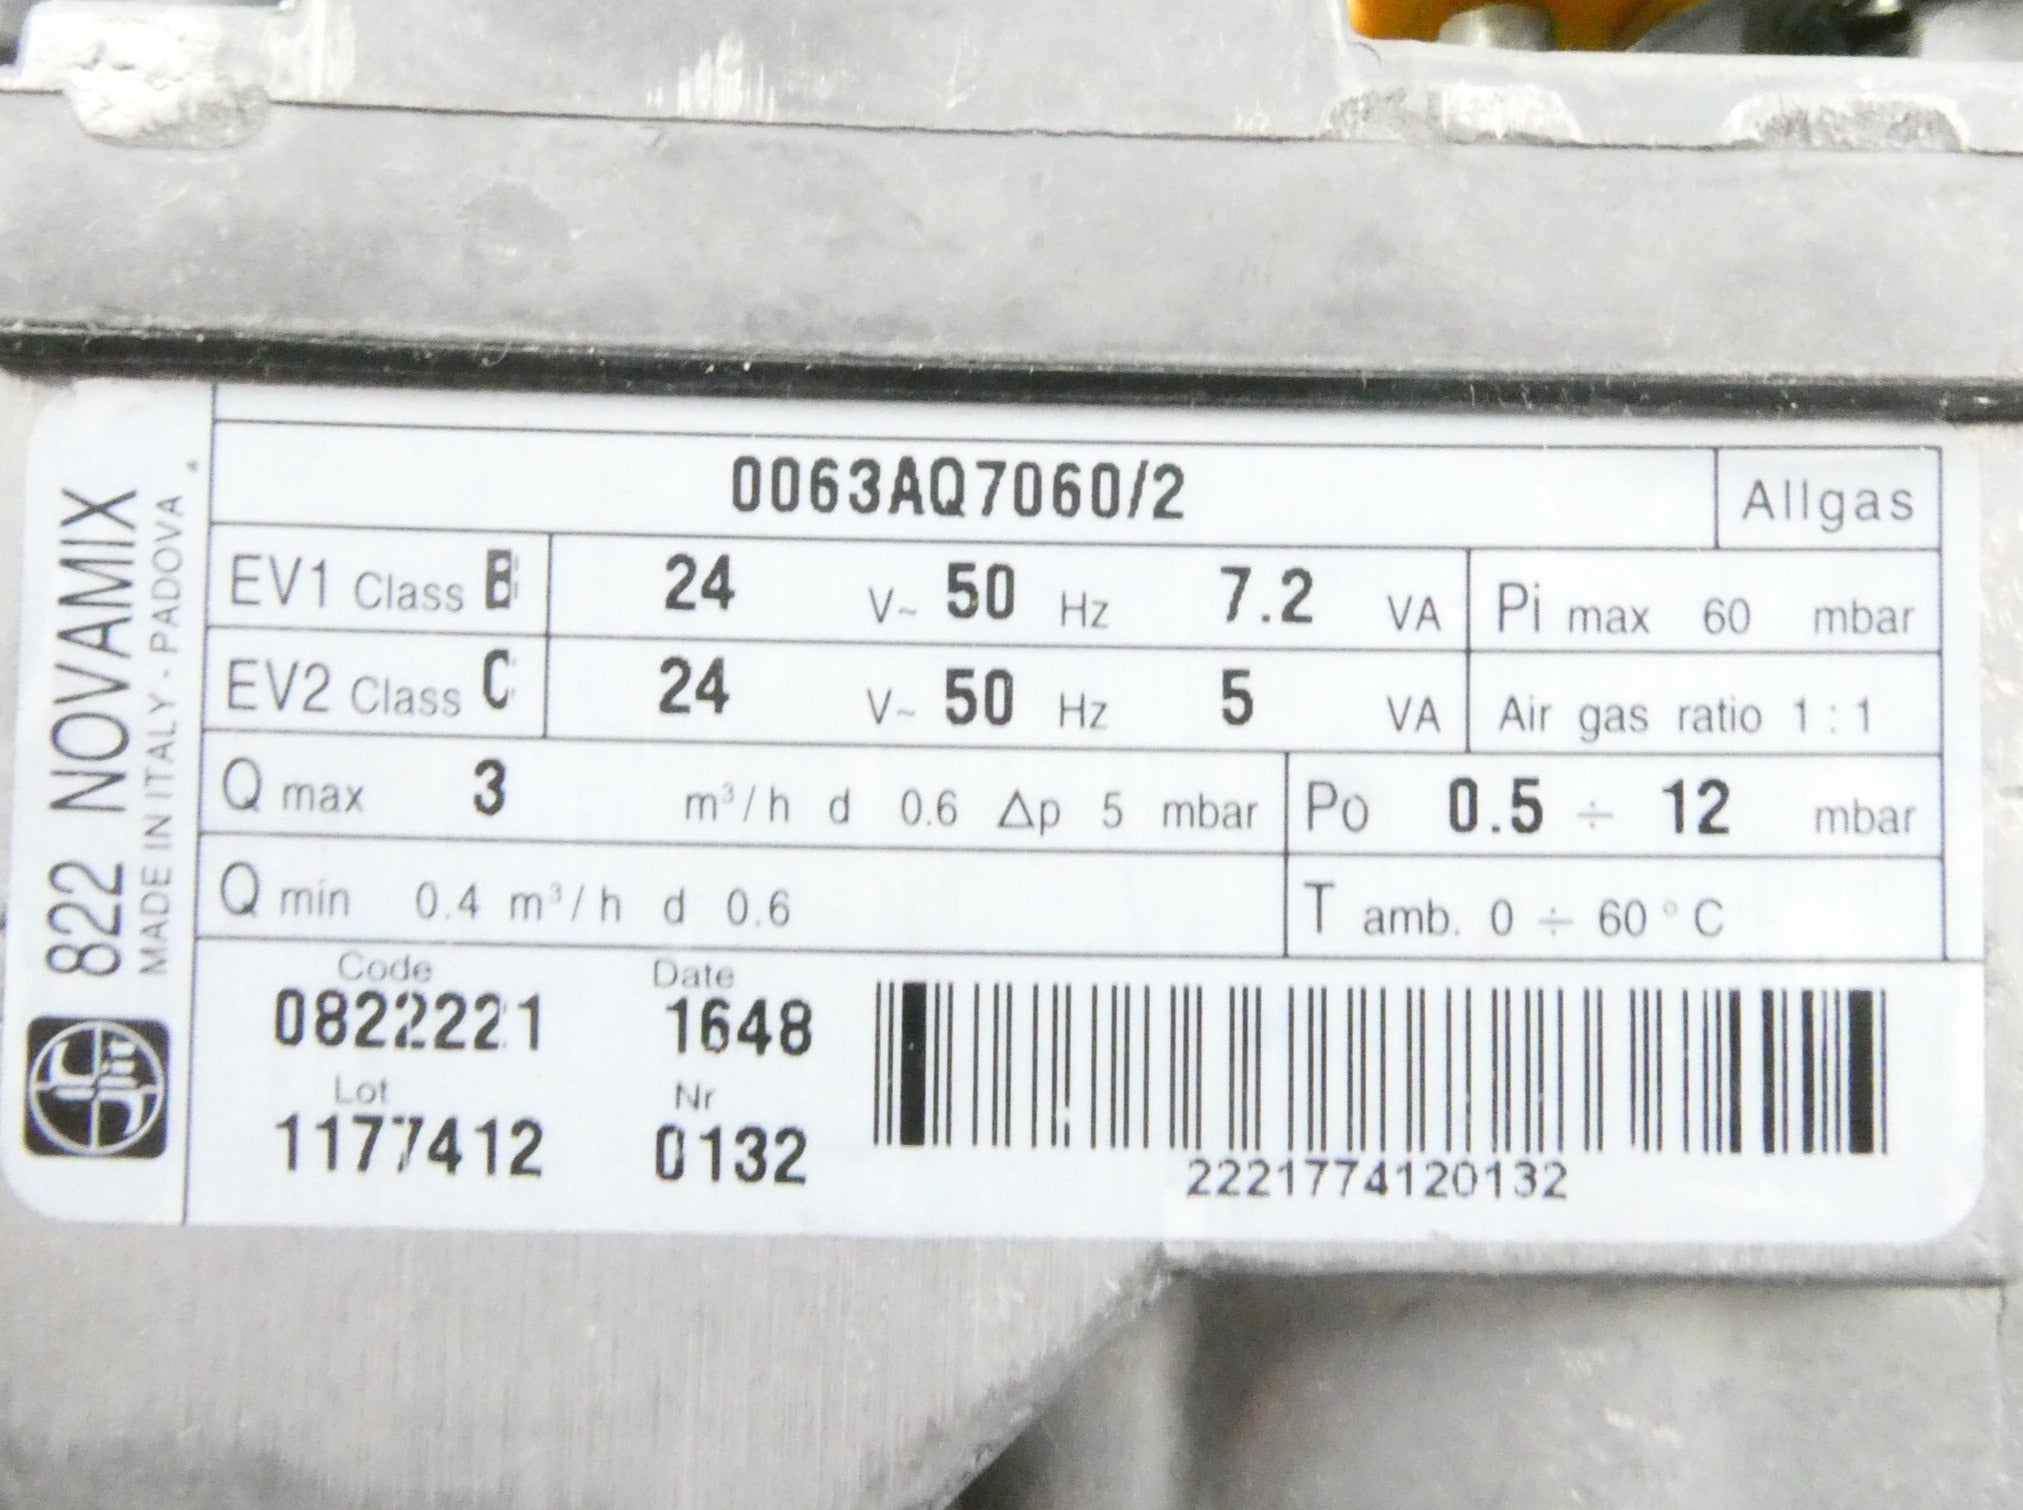 822 NOVAMIX
MADE IN ITALY - PADOVA
0063AQ7060/2 Allgas
EV1 Class B 24 V~ 50 Hz 7.2 VA Pi max 60 mbar
EV2 Class C 24 V~ 50 Hz 5 VA Air gas ratio 1 : 1
Q max 3 m³/h d 0.6 Δp 5 mbar Po 0.5 ÷ 12 mbar
Q min 0.4 m³/h d 0.6 T amb. 0 ÷ 60 °C
Code Date
0822221 1648
Lot Nr
1177412 0132
2221774120132